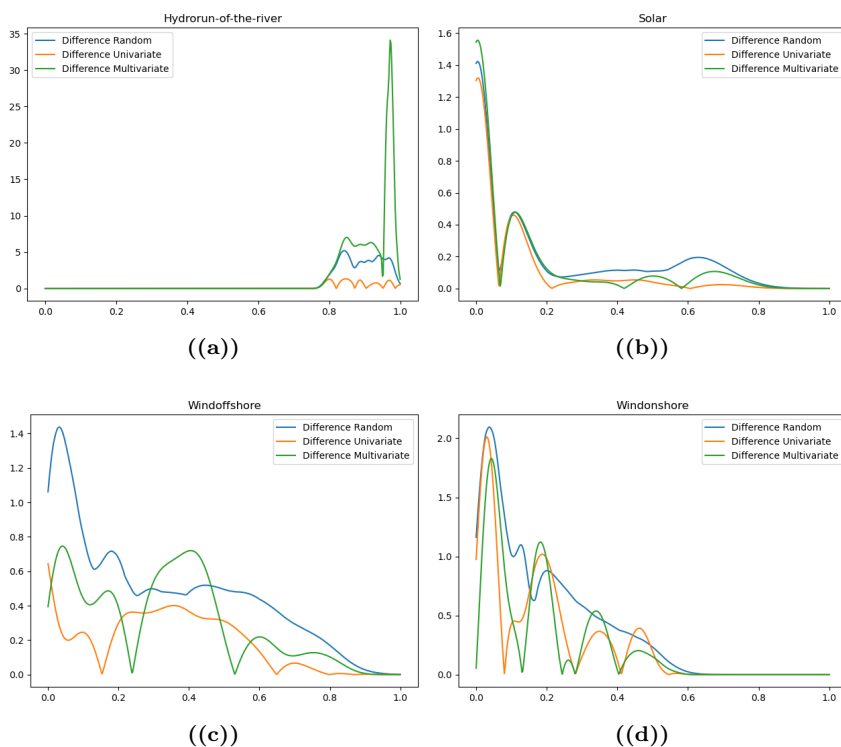 Hydrorun-of-the-river
Difference Random
Difference Univariate
Difference Multivariate
35
30
25
20
15
10
5
0
0.0 0.2 0.4 0.6 0.8 1.0
((a))
Solar
Difference Random
Difference Univariate
Difference Multivariate
1.6
1.4
1.2
1.0
0.8
0.6
0.4
0.2
0.0
0.0 0.2 0.4 0.6 0.8 1.0
((b))
Windoffshore
Difference Random
Difference Univariate
Difference Multivariate
1.4
1.2
1.0
0.8
0.6
0.4
0.2
0.0
0.0 0.2 0.4 0.6 0.8 1.0
((c))
Windonshore
Difference Random
Difference Univariate
Difference Multivariate
2.0
1.5
1.0
0.5
0.0
0.0 0.2 0.4 0.6 0.8 1.0
((d))